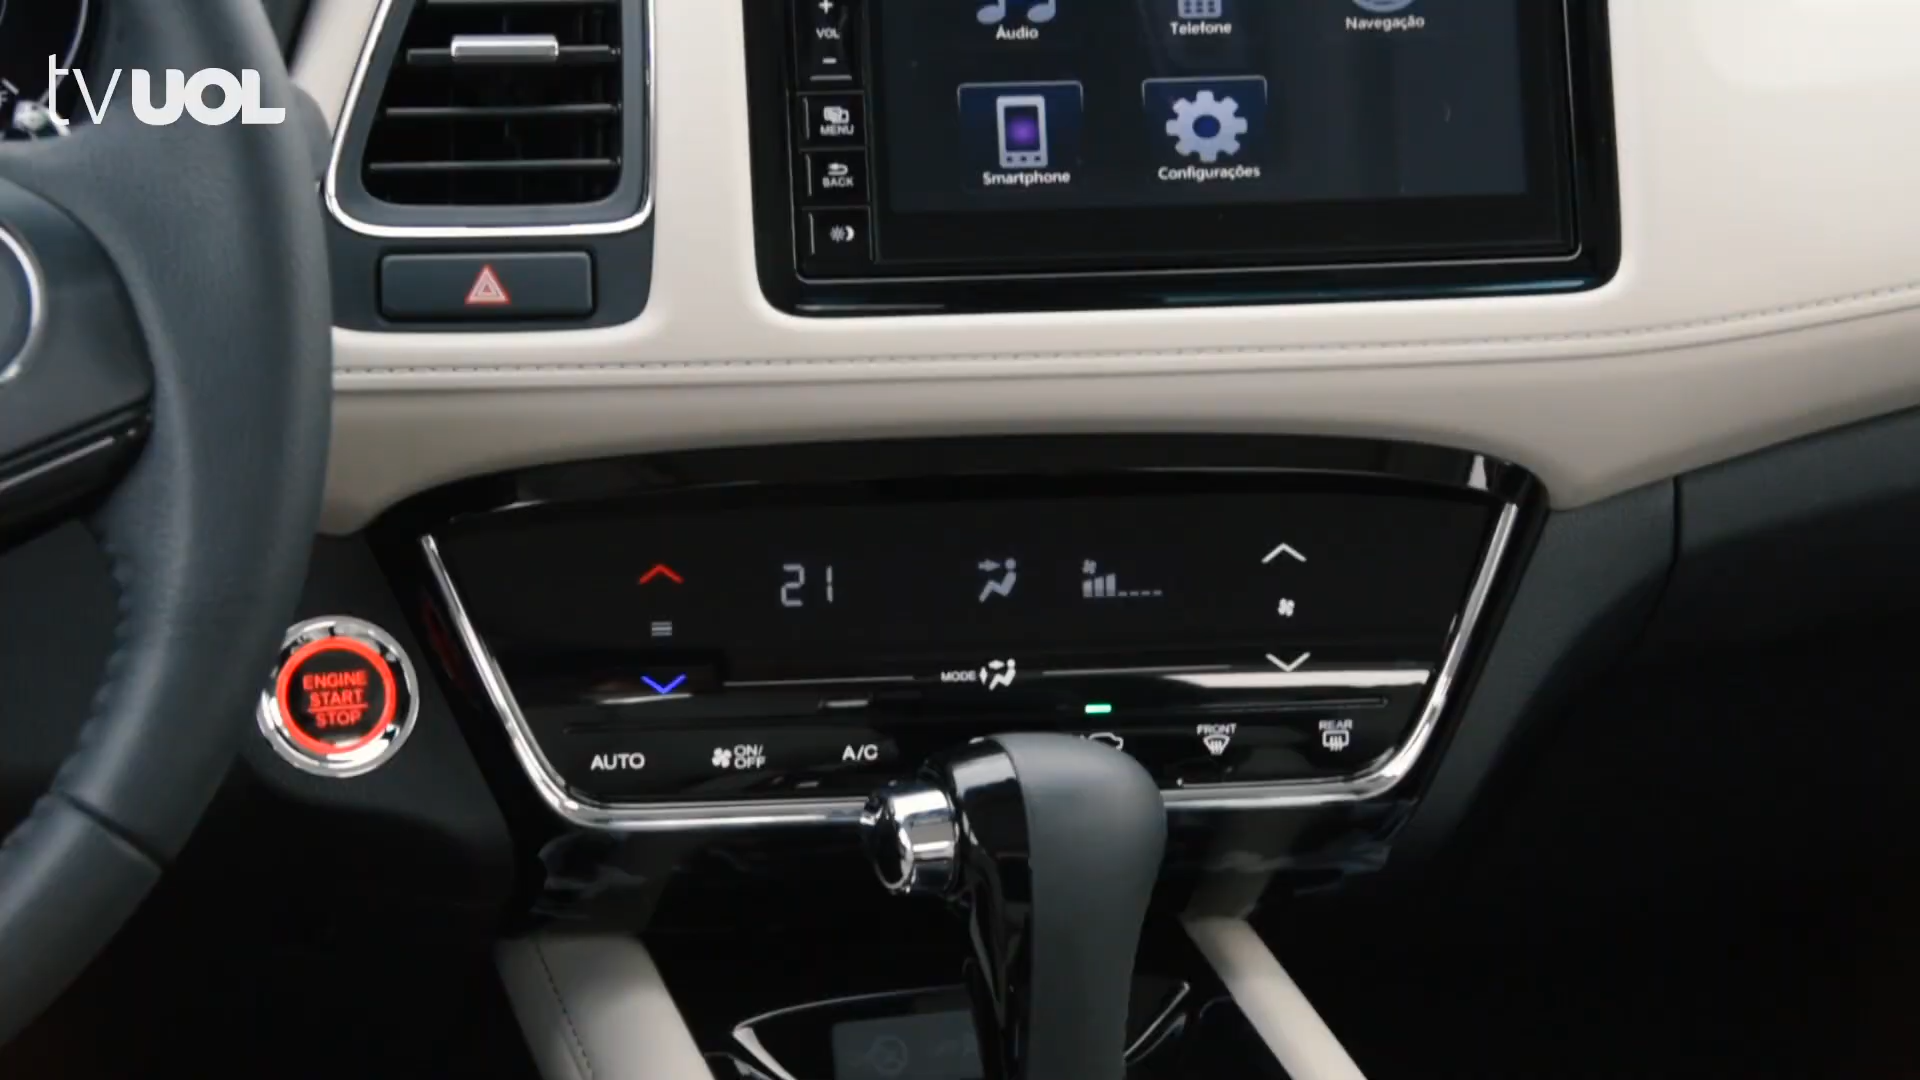 tvUOL
VOL
MENU
BACK
Áudio
Telefone
Navegação
Smartphone
Configurações
21
MODE
ENGINE
START
STOP
AUTO
ON/
OFF
A/C
FRONT
REAR